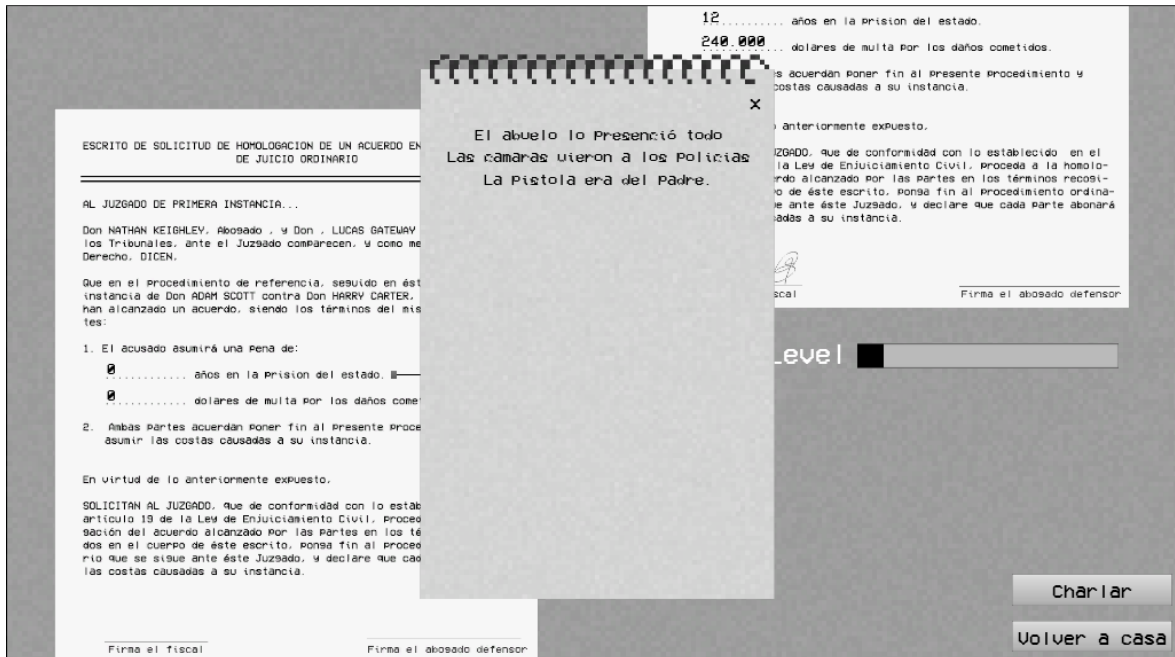 ESCRITO DE SOLICITUD DE HOMOLOGACION DE UN ACUERDO EN
DE JUICIO ORDINARIO
AL JUZGADO DE PRIMERA INSTANCIA...
Don NATHAN KEIGHLEY, Abogado , y Don , LUCAS GATEWAY
los Tribunales, ante el Juzgado comparecen, y como me
Derecho, DICEN,
Que en el procedimiento de referencia, seguido en ést
instancia de Don ADAM SCOTT contra Don HARRY CARTER,
han alcanzado un acuerdo, siendo los términos del mis
tes:
1. El acusado asumirá una pena de:
0 años en la prision del estado.
0 dolares de multa por los daños come
2. Ambas partes acuerdan poner fin al presente proce
asumir las costas causadas a su instancia.
En virtud de lo anteriormente expuesto,
SOLICITAN AL JUZGADO, que de conformidad con lo estab
artículo 19 de la Ley de Enjuiciamiento Civil, proced
gación del acuerdo alcanzado por las partes en los té
dos en el cuerpo de éste escrito, ponga fin al proced
rio que se sigue ante éste Juzgado, y declare que cad
las costas causadas a su instancia.
Firma el fiscal
Firma el abogado defensor
x
El abuelo lo presenció todo
Las camaras vieron a los policias
La pistola era del padre.
12 años en la prision del estado.
240.000 dolares de multa por los daños cometidos.
s acuerdan poner fin al presente procedimiento y
costas causadas a su instancia.
anteriormente expuesto,
ZGADO, que de conformidad con lo establecido en el
la Ley de Enjuiciamiento Civil, proceda a la homolo-
rdo alcanzado por las partes en los términos recogi-
o de éste escrito, ponga fin al procedimiento ordina-
e ante éste Juzgado, y declare que cada parte abonará
adas a su instancia.
scal
Firma el abogado defensor
Level
Charlar
Volver a casa